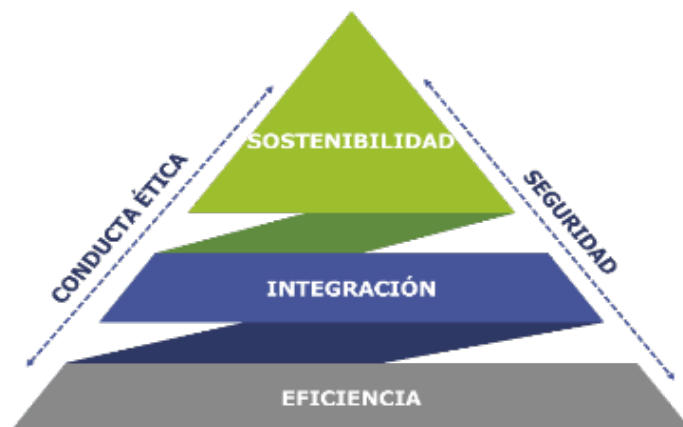 SOSTENIBILIDAD
CONDUCTA ÉTICA
SEGURIDAD
INTEGRACIÓN
EFICIENCIA